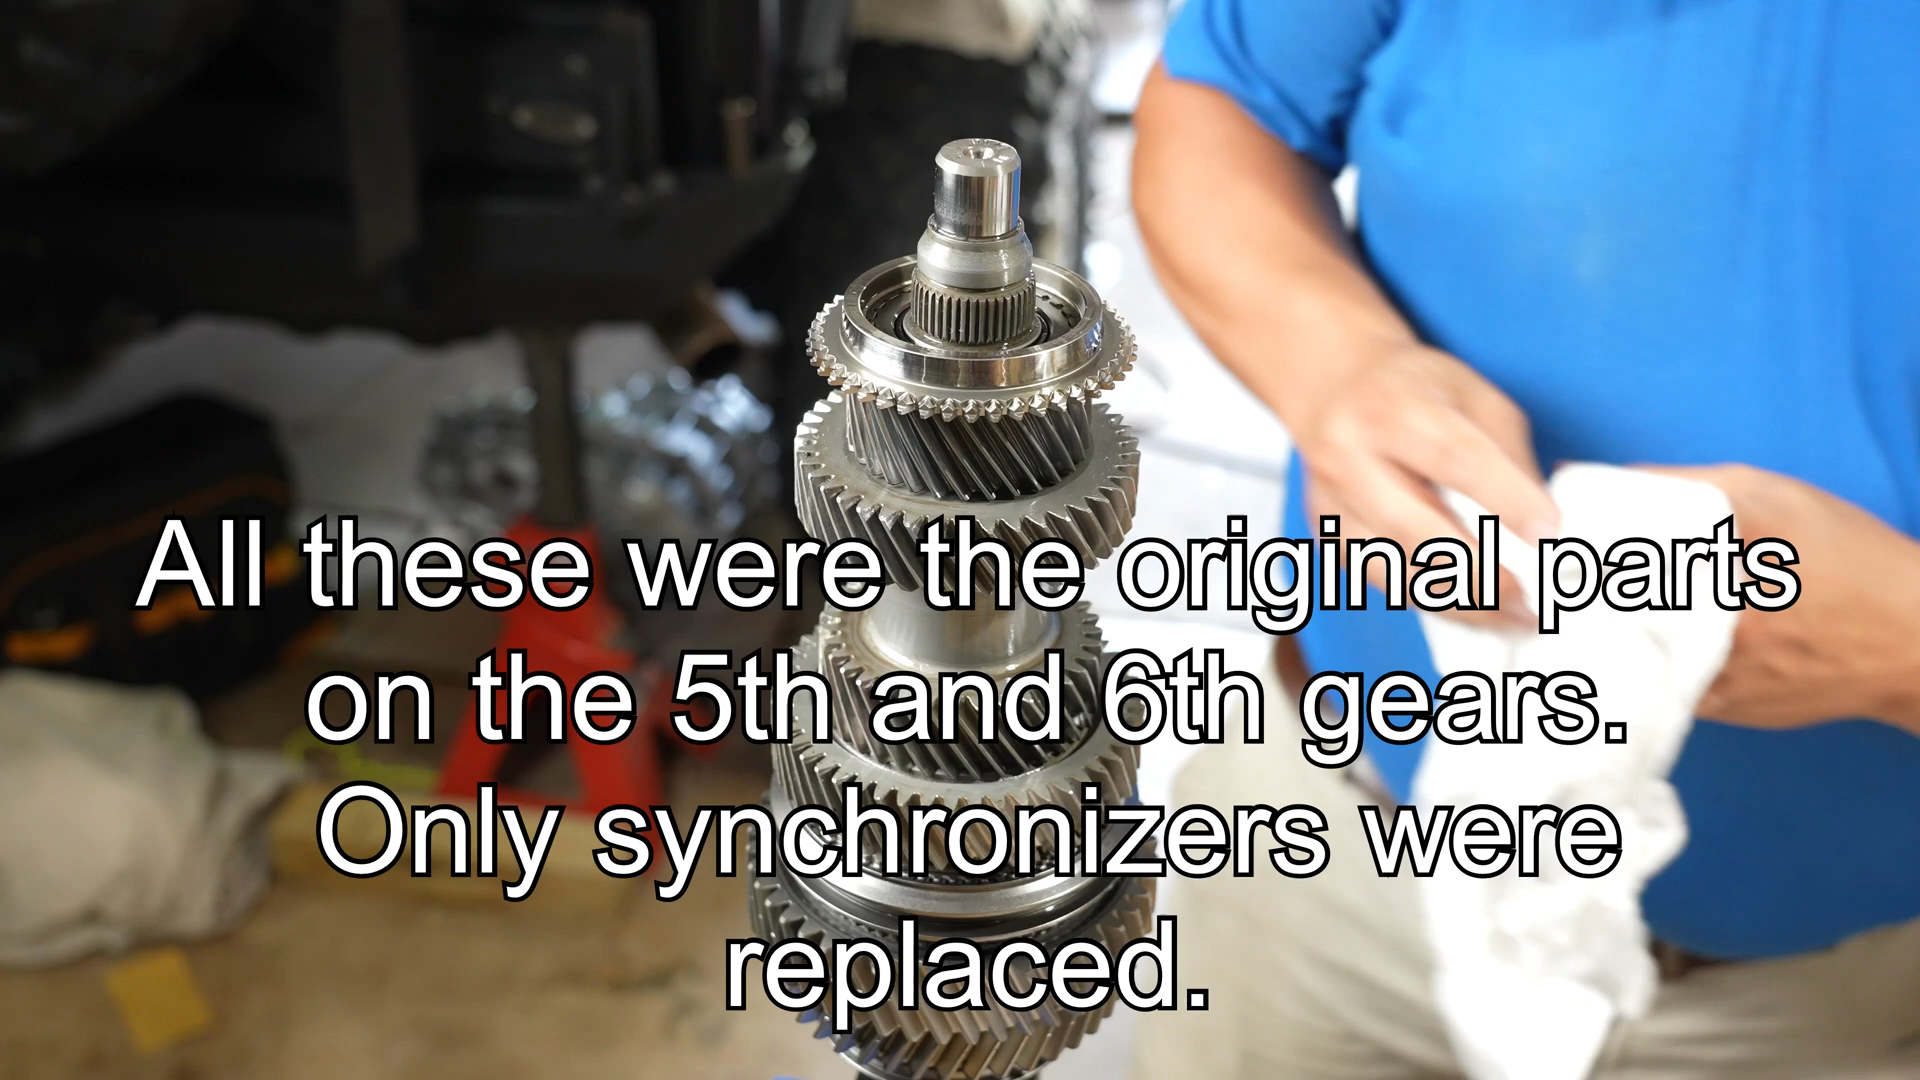 All these were the original parts
on the 5th and 6th gears.
Only synchronizers were
replaced.